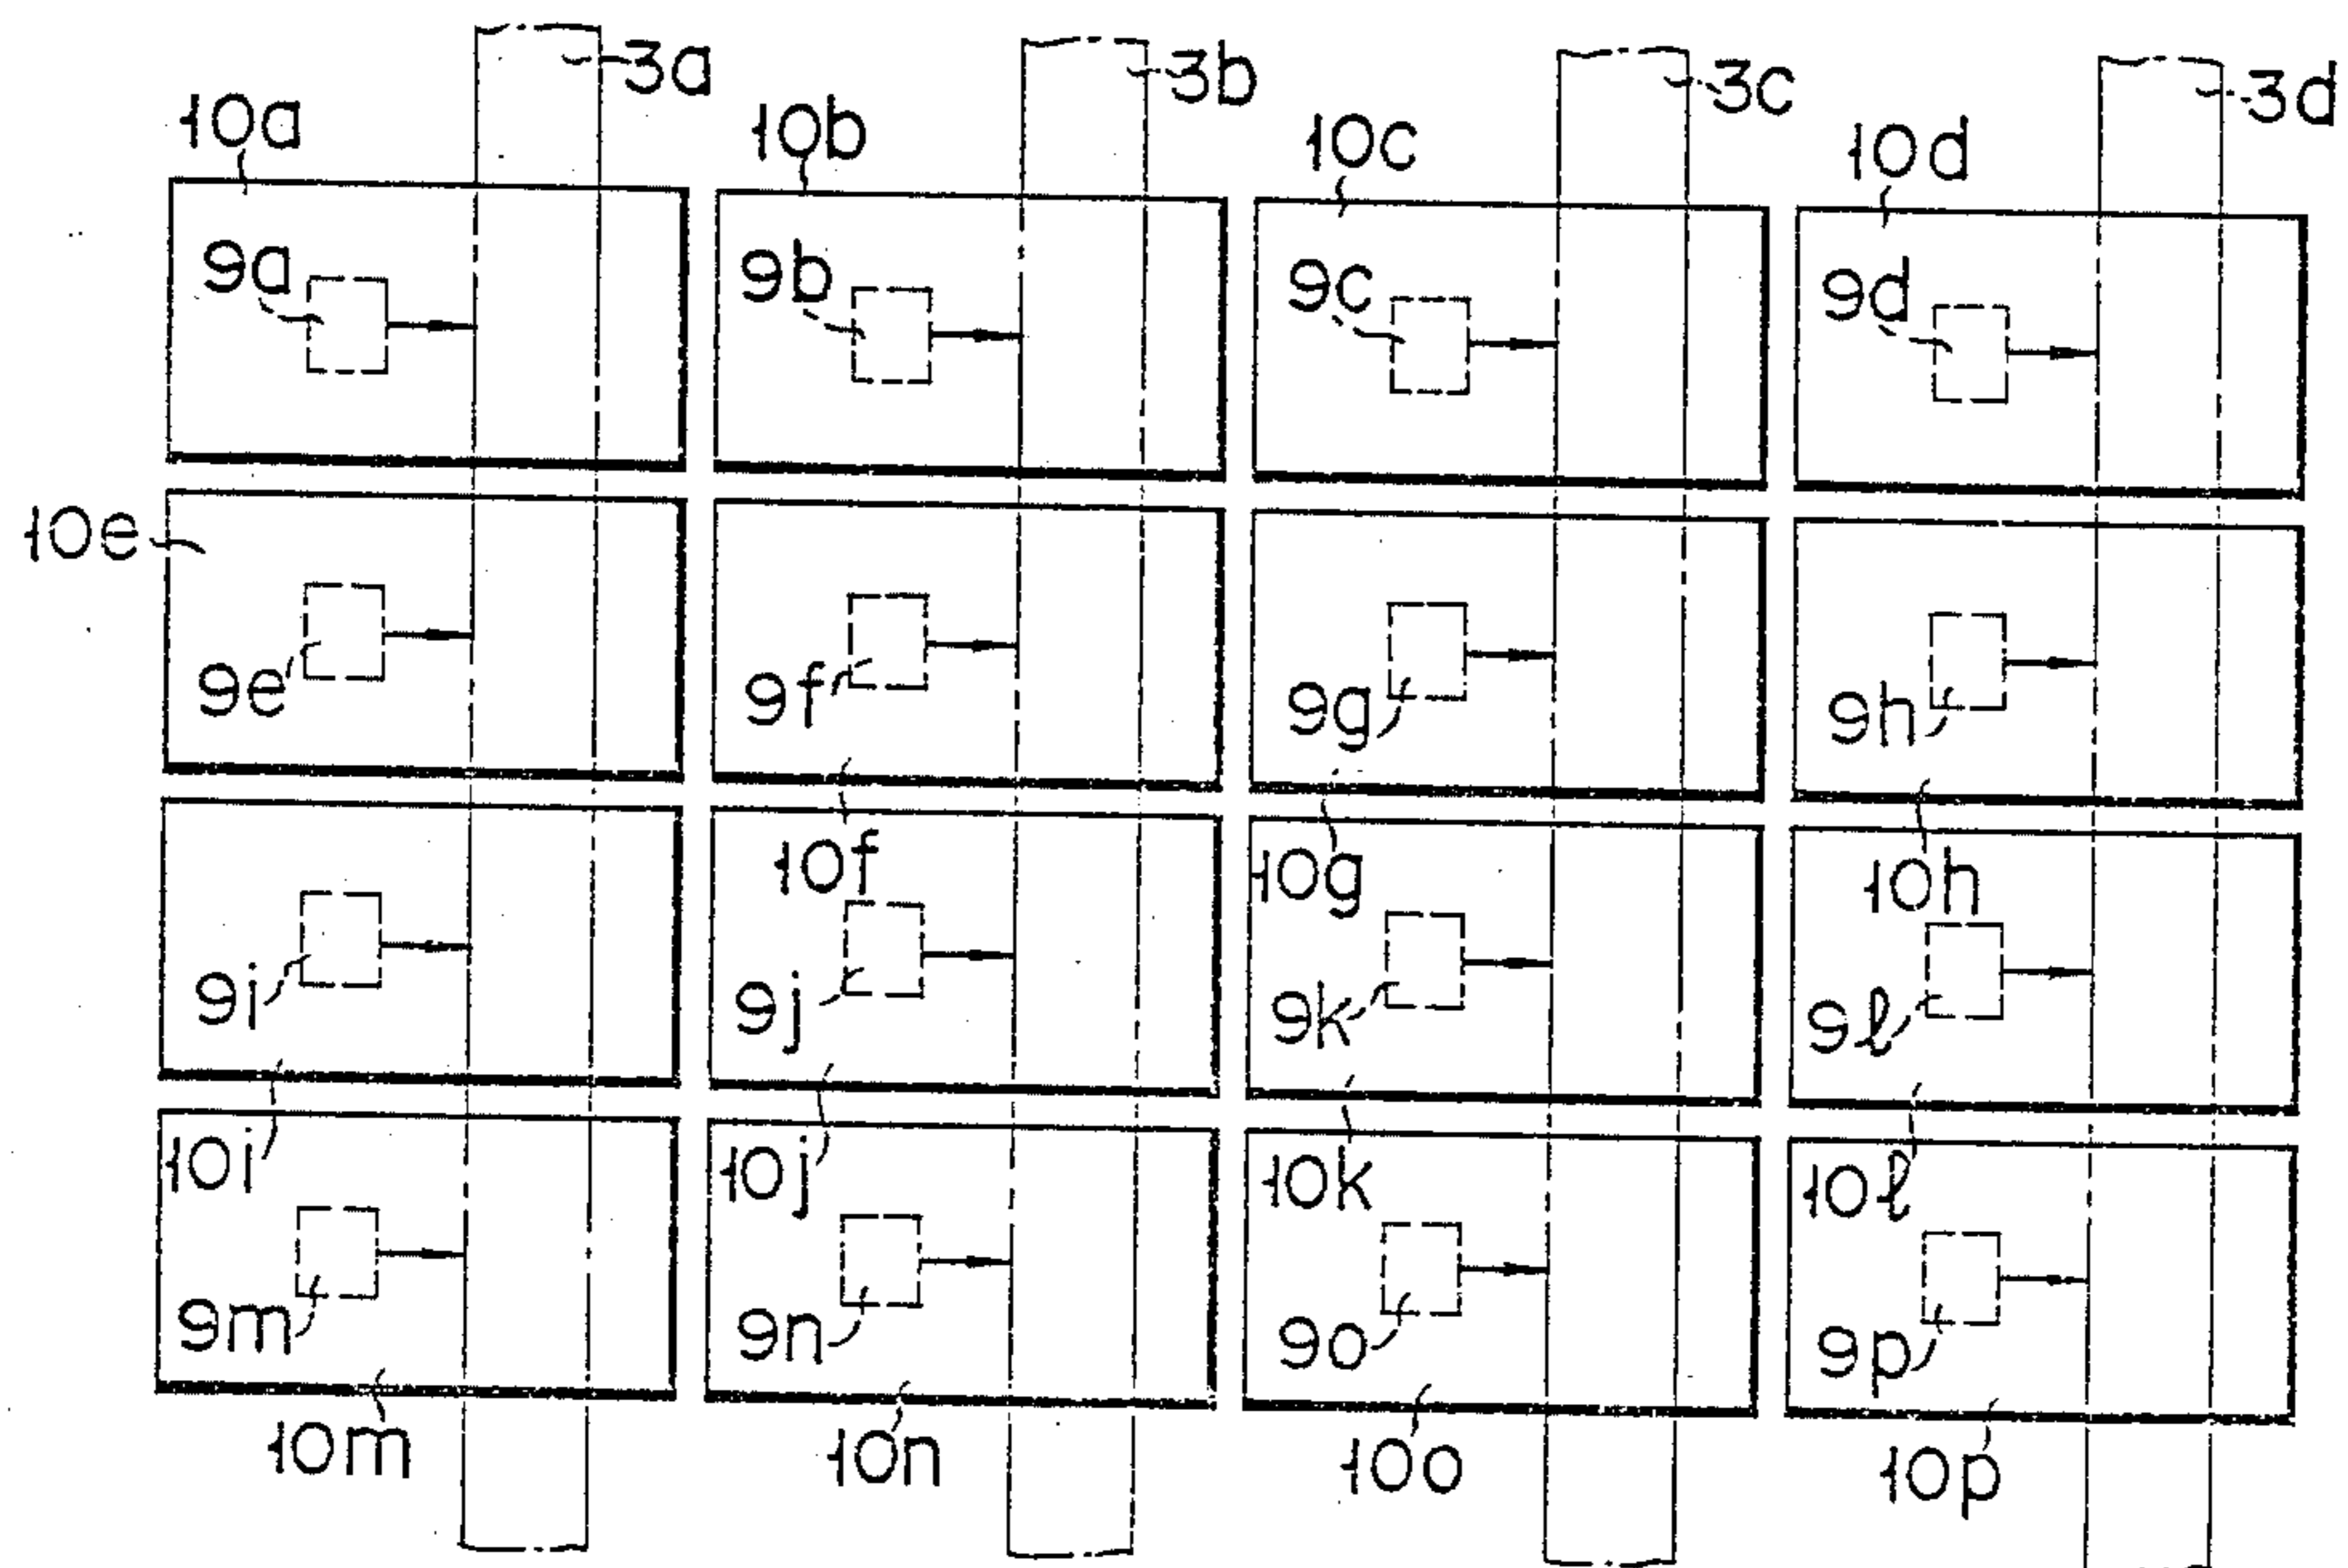 3a 3b 3c 3d
10a 10b 10c 10d
9a 9b 9c 9d
10e
9e 9f 9g 9h
10f 10g 10h
9i 9j 9k 9ℓ
10i 10j 10k 10ℓ
9m 9n 9o 9p
10m 10n 10o 10p